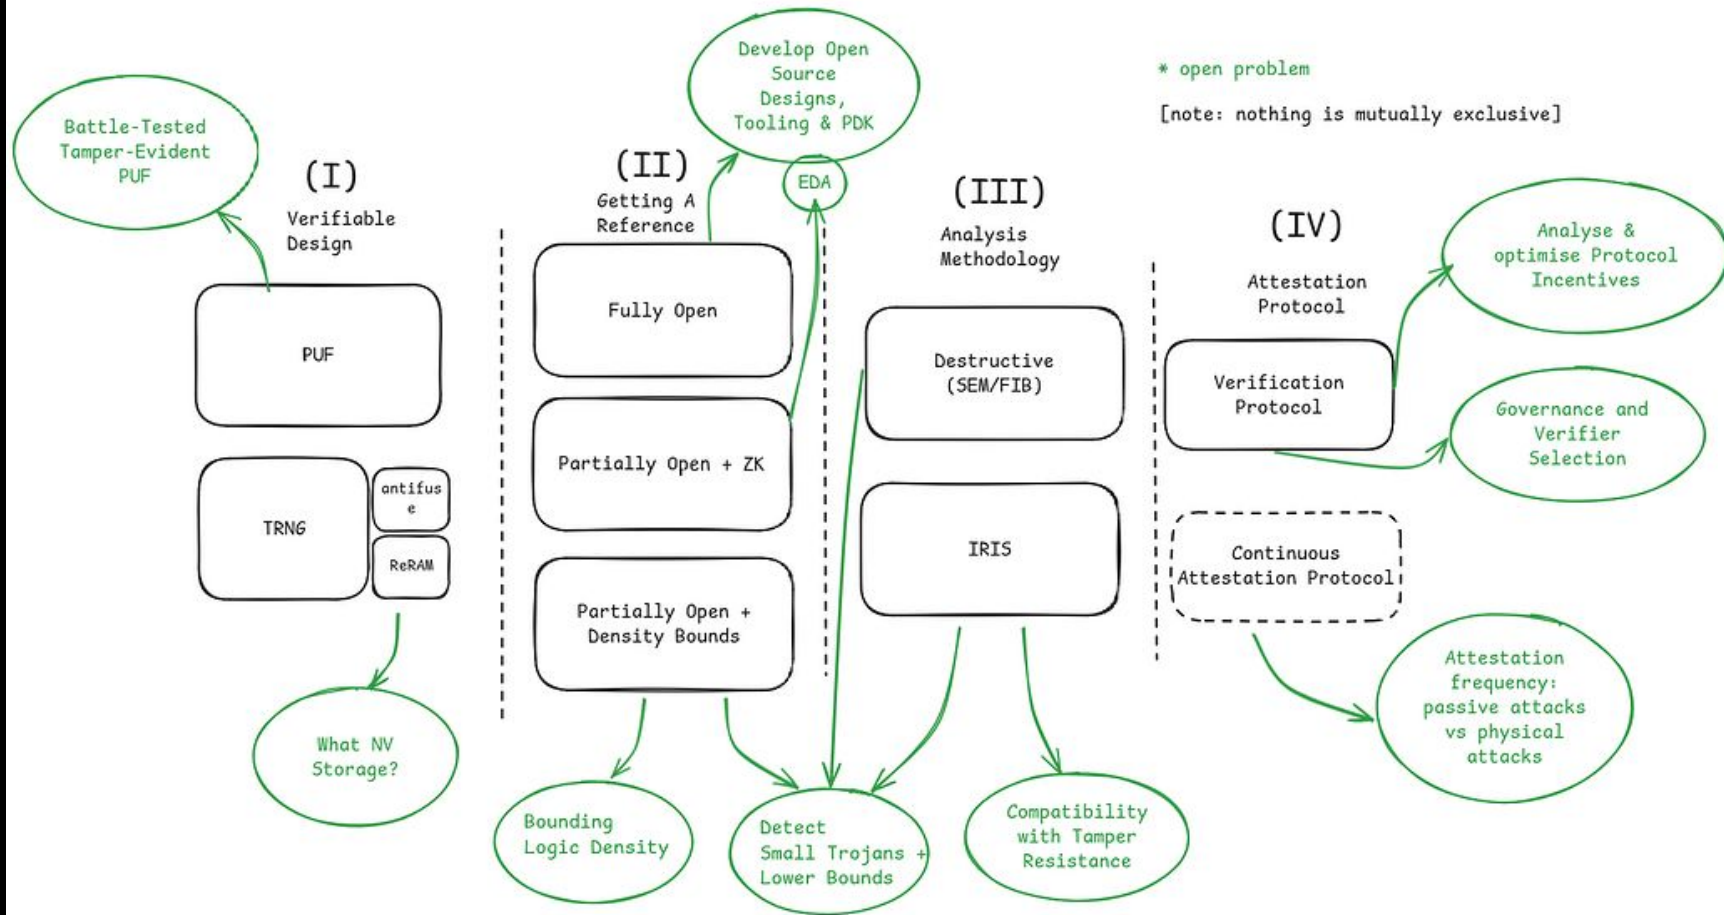 Develop Open
Source
Designs,
Tooling & PDK
EDA
* open problem
[note: nothing is mutually exclusive]
Battle-Tested
Tamper-Evident
PUF
(I)
Verifiable
Design
PUF
TRNG
antifus
e
ReRAM
What NV
Storage?
(II)
Getting A
Reference
Fully Open
Partially Open + ZK
Partially Open +
Density Bounds
Bounding
Logic Density
Detect
Small Trojans +
Lower Bounds
(III)
Analysis
Methodology
Destructive
(SEM/FIB)
IRIS
Compatibility
with Tamper
Resistance
(IV)
Attestation
Protocol
Verification
Protocol
Continuous
Attestation Protocol
Analyse &
optimise Protocol
Incentives
Governance and
Verifier
Selection
Attestation
frequency:
passive attacks
vs physical
attacks